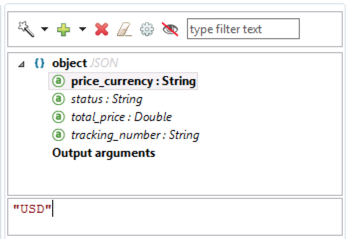 type filter text
{} object JSON
a price_currency : String
a status : String
a total_price : Double
a tracking_number : String
Output arguments
"USD"